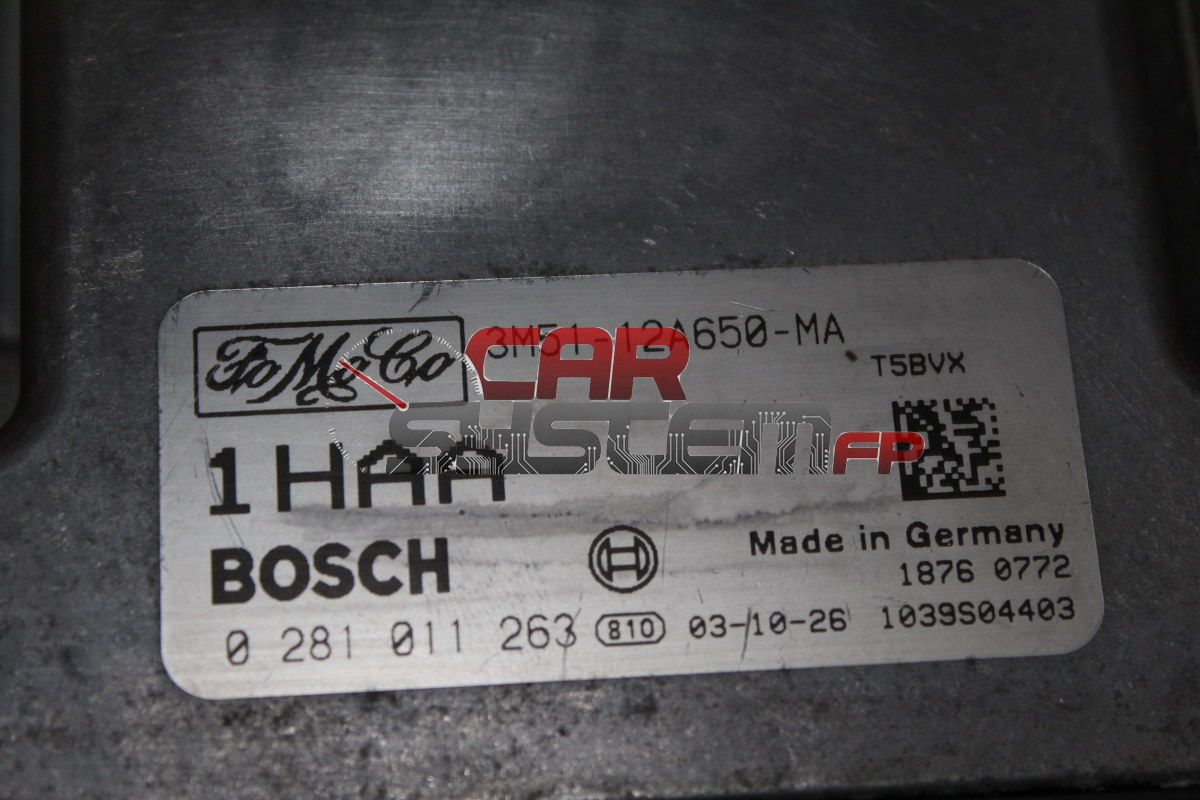 FoMoCo 3M51-12A650-MA
T5BVX
CAR
SYSTEM FP
1HAA
BOSCH
Made in Germany
1876 0772
0 281 011 263 810 03-10-26 1039S04403